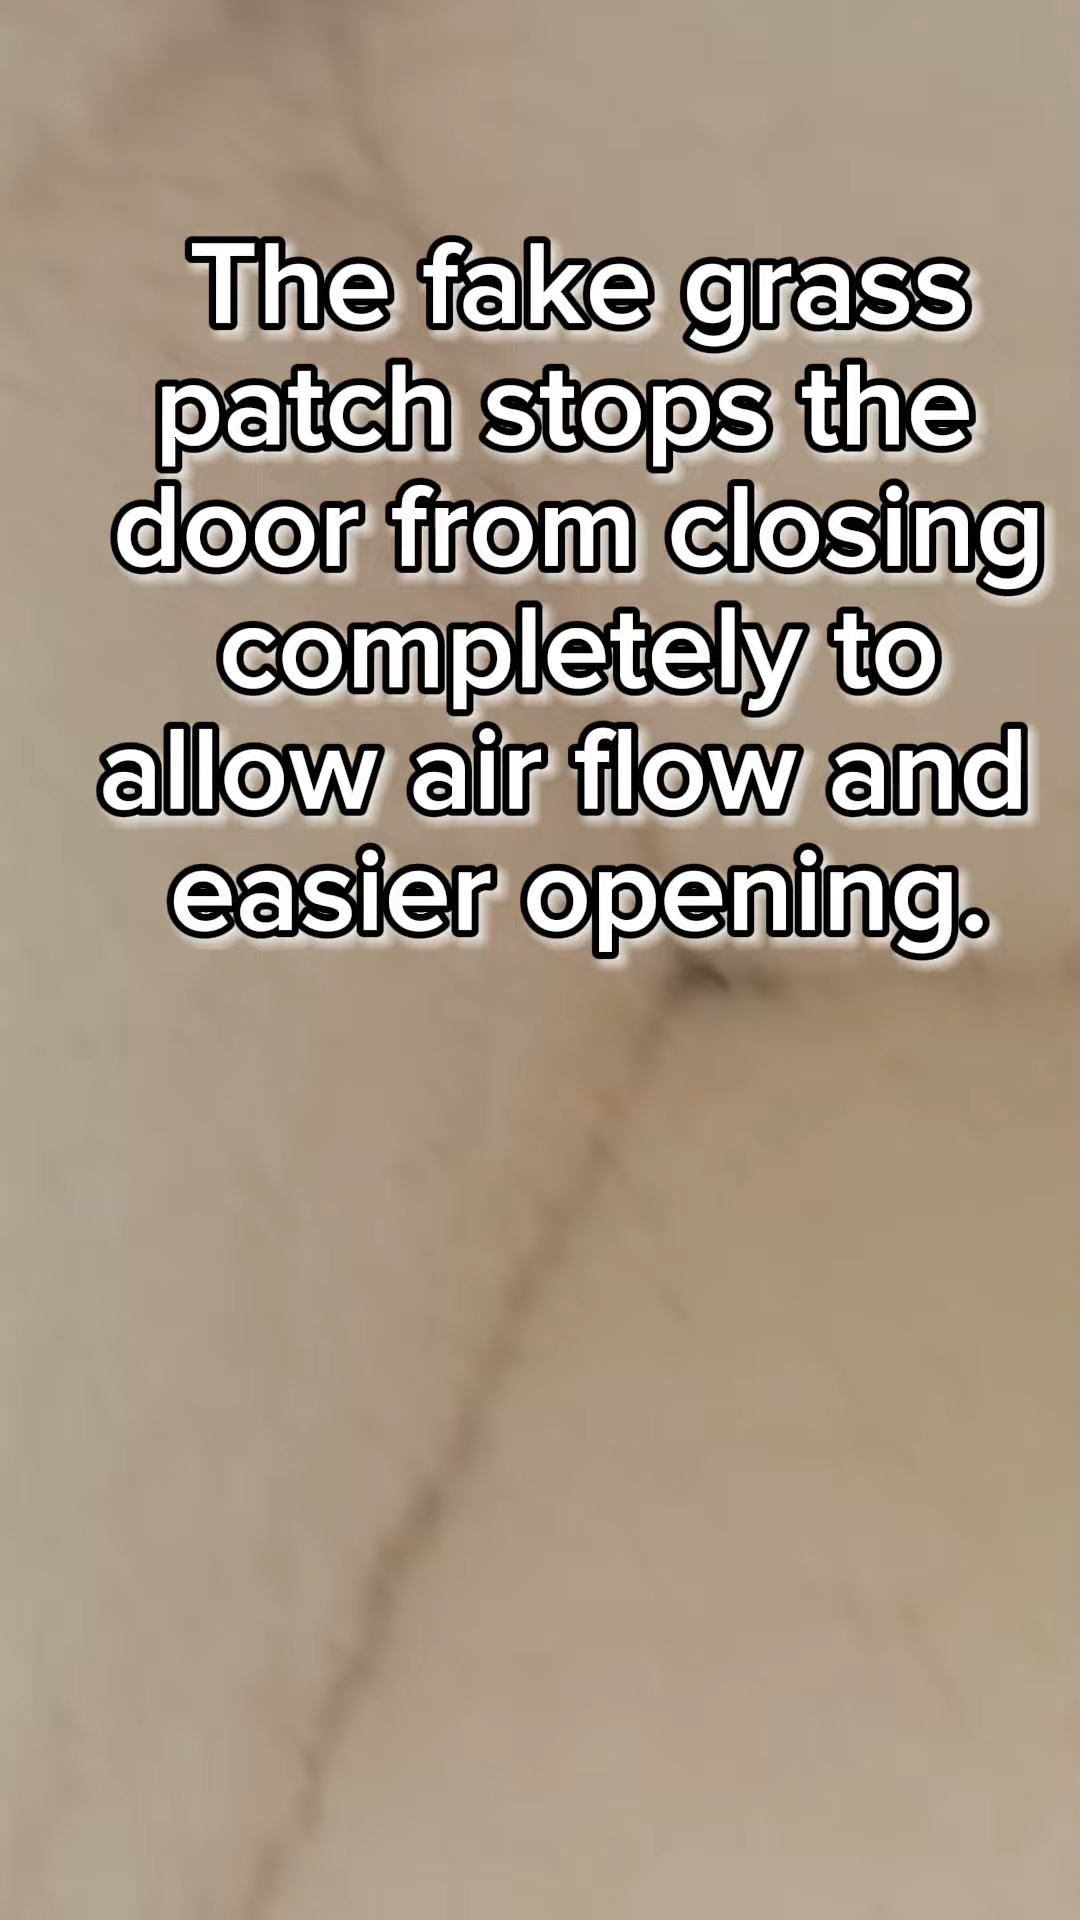 The fake grass
patch stops the
door from closing
completely to
allow air flow and
easier opening.